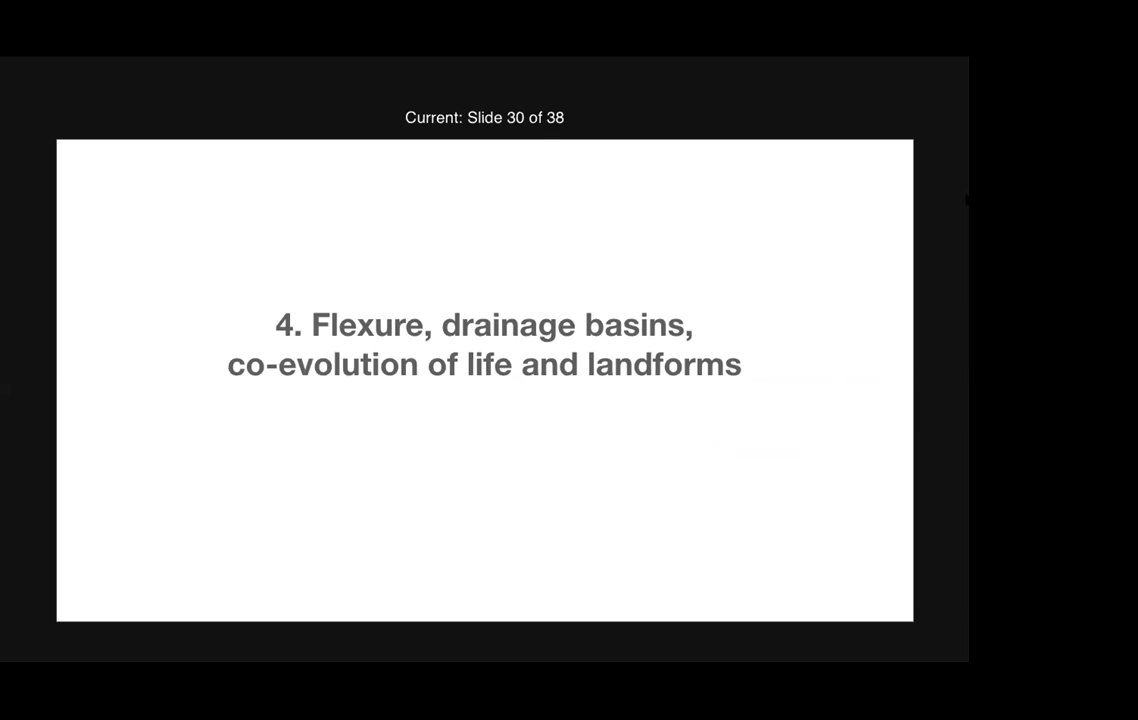 Current: Slide 30 of 38
4. Flexure, drainage basins,
co-evolution of life and landforms